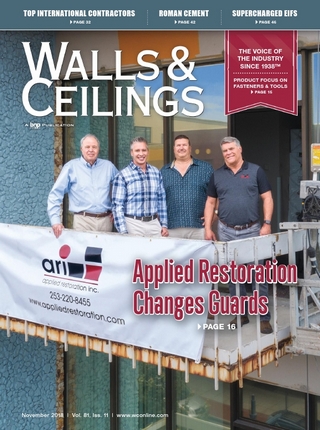 TOP INTERNATIONAL CONTRACTORS
PAGE 32
ROMAN CEMENT
PAGE 42
SUPERCHARGED EIFS
PAGE 46
WALLS &
CEILINGS
A bnp PUBLICATION
THE VOICE OF
THE INDUSTRY
SINCE 1938™
PRODUCT FOCUS ON
FASTENERS & TOOLS
PAGE 10
ari
applied restoration inc.
253-220-8455
www.appliedrestoration.com
Applied Restoration
Changes Guards
PAGE 16
November 2018 | Vol. 81, Iss. 11 | www.wconline.com